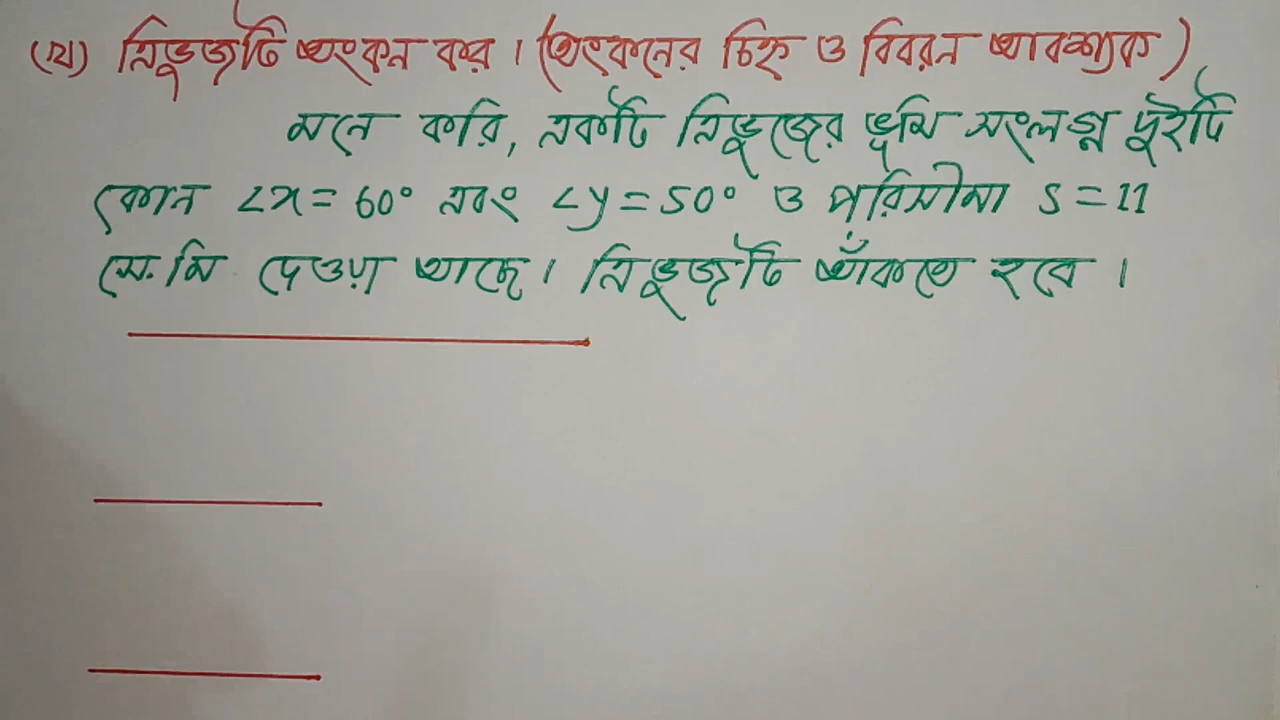 (খ) ত্রিভূজটি অংকন কর। (অংকনের চিহ্ন ও বিবরন আবশ্যক)
মনে করি, একটি ত্রিভূজের ভূমি সংলগ্ন দুইটি
কোন ∠x = 60° এবং ∠y = 50° ও পরিসীমা S = 11
সে.মি দেওয়া আছে। ত্রিভূজটি আঁকতে হবে।